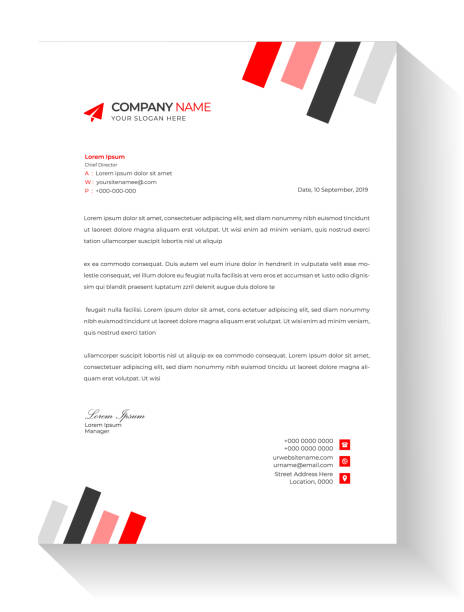 COMPANY NAME
YOUR SLOGAN HERE
Lorem Ipsum
Chief Director
A : Lorem ipsum dolor sit amet
W : yoursitenamee@.com
P : +000-000-000
Date, 10 September, 2019
Lorem ipsum dolor sit amet, consectetuer adipiscing elit, sed diam nonummy nibh euismod tincidunt
ut laoreet dolore magna aliquam erat volutpat. Ut wisi enim ad minim veniam, quis nostrud exerci
tation ullamcorper suscipit lobortis nisl ut aliquip
ex ea commodo consequat. Duis autem vel eum iriure dolor in hendrerit in vulputate velit esse
molestie consequat, vel illum dolore eu feugiat nulla facilisis at vero eros et accumsan et iusto odio
dignissim qui blandit praesent luptatum zzril delenit augue duis dolore te
feugait nulla facilisi. Lorem ipsum dolor sit amet, cons ectetuer adipiscing elit, sed diam nonummy
nibh euismod tincidunt ut laoreet dolore magna aliquam erat volutpat. Ut wisi enim ad minim veniam,
quis nostrud exerci tation
ullamcorper suscipit lobortis nisl ut aliquip ex ea commodo consequat. Lorem ipsum dolor sit amet,
cons ectetuer adipiscing elit, sed diam nonummy nibh euismod tincidunt ut laoreet dolore magna
aliquam erat volutpat. Ut wisi
Lorem Ipsum
Lorem Ipsum
Manager
+000 0000 0000
+000 0000 0000
urwebsitename.com
urname@email.com
Street Address Here
Location, 0000